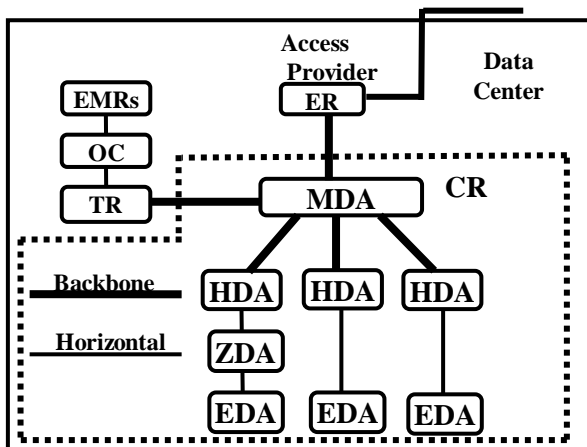 Access
Provider
Data
Center
EMRs
ER
OC
TR
MDA
CR
Backbone
HDA
HDA
HDA
Horizontal
ZDA
EDA
EDA
EDA